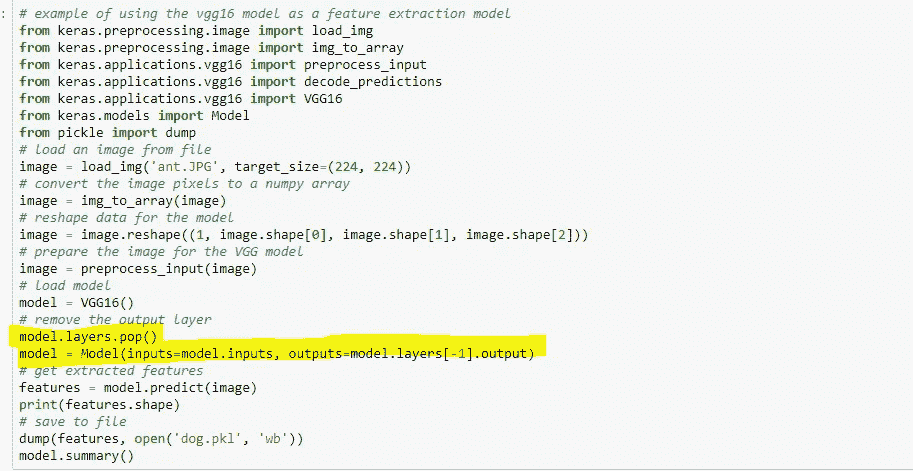 :
# example of using the vgg16 model as a feature extraction model
from keras.preprocessing.image import load_img
from keras.preprocessing.image import img_to_array
from keras.applications.vgg16 import preprocess_input
from keras.applications.vgg16 import decode_predictions
from keras.applications.vgg16 import VGG16
from keras.models import Model
from pickle import dump
# load an image from file
image = load_img('ant.JPG', target_size=(224, 224))
# convert the image pixels to a numpy array
image = img_to_array(image)
# reshape data for the model
image = image.reshape((1, image.shape[0], image.shape[1], image.shape[2]))
# prepare the image for the VGG model
image = preprocess_input(image)
# load model
model = VGG16()
# remove the output layer
model.layers.pop()
model = Model(inputs=model.inputs, outputs=model.layers[-1].output)
# get extracted features
features = model.predict(image)
print(features.shape)
# save to file
dump(features, open('dog.pkl', 'wb'))
model.summary()